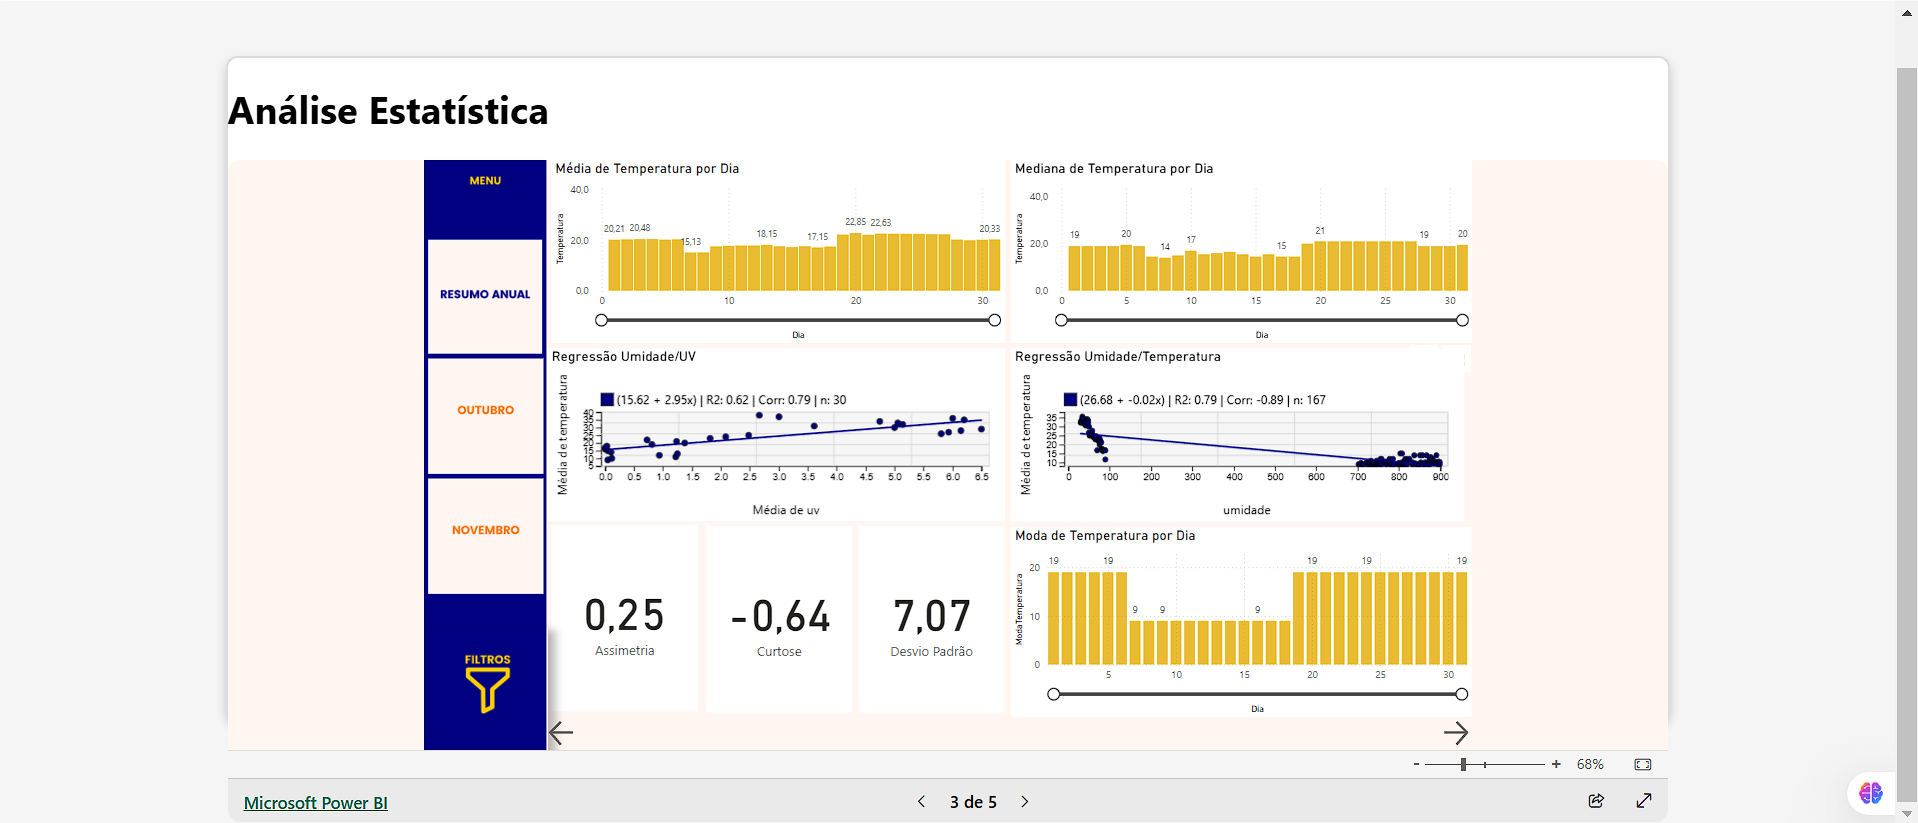 Análise Estatística
MENU
RESUMO ANUAL
OUTUBRO
NOVEMBRO
FILTROS
Média de Temperatura por Dia
Temperatura
40,0
20,0
0,0
20,21 20,48 15,13 18,15 17,15 22,85 22,63 20,33
0 10 20 30
Dia
Mediana de Temperatura por Dia
Temperatura
40,0
20,0
0,0
19 20 14 17 15 21 19 20
0 5 10 15 20 25 30
Dia
Regressão Umidade/UV
Média de temperatura
(15.62 + 2.95x) | R2: 0.62 | Corr: 0.79 | n: 30
40
35
30
25
20
15
10
5
0.0 0.5 1.0 1.5 2.0 2.5 3.0 3.5 4.0 4.5 5.0 5.5 6.0 6.5
Média de uv
Regressão Umidade/Temperatura
Média de temperatura
(26.68 + -0.02x) | R2: 0.79 | Corr: -0.89 | n: 167
35
30
25
20
15
10
0 100 200 300 400 500 600 700 800 900
umidade
0,25
Assimetria
-0,64
Curtose
7,07
Desvio Padrão
Moda de Temperatura por Dia
ModaTemperatura
20
10
0
19 19 9 9 9 19 19 19
5 10 15 20 25 30
Dia
- + 68%
Microsoft Power BI
3 de 5